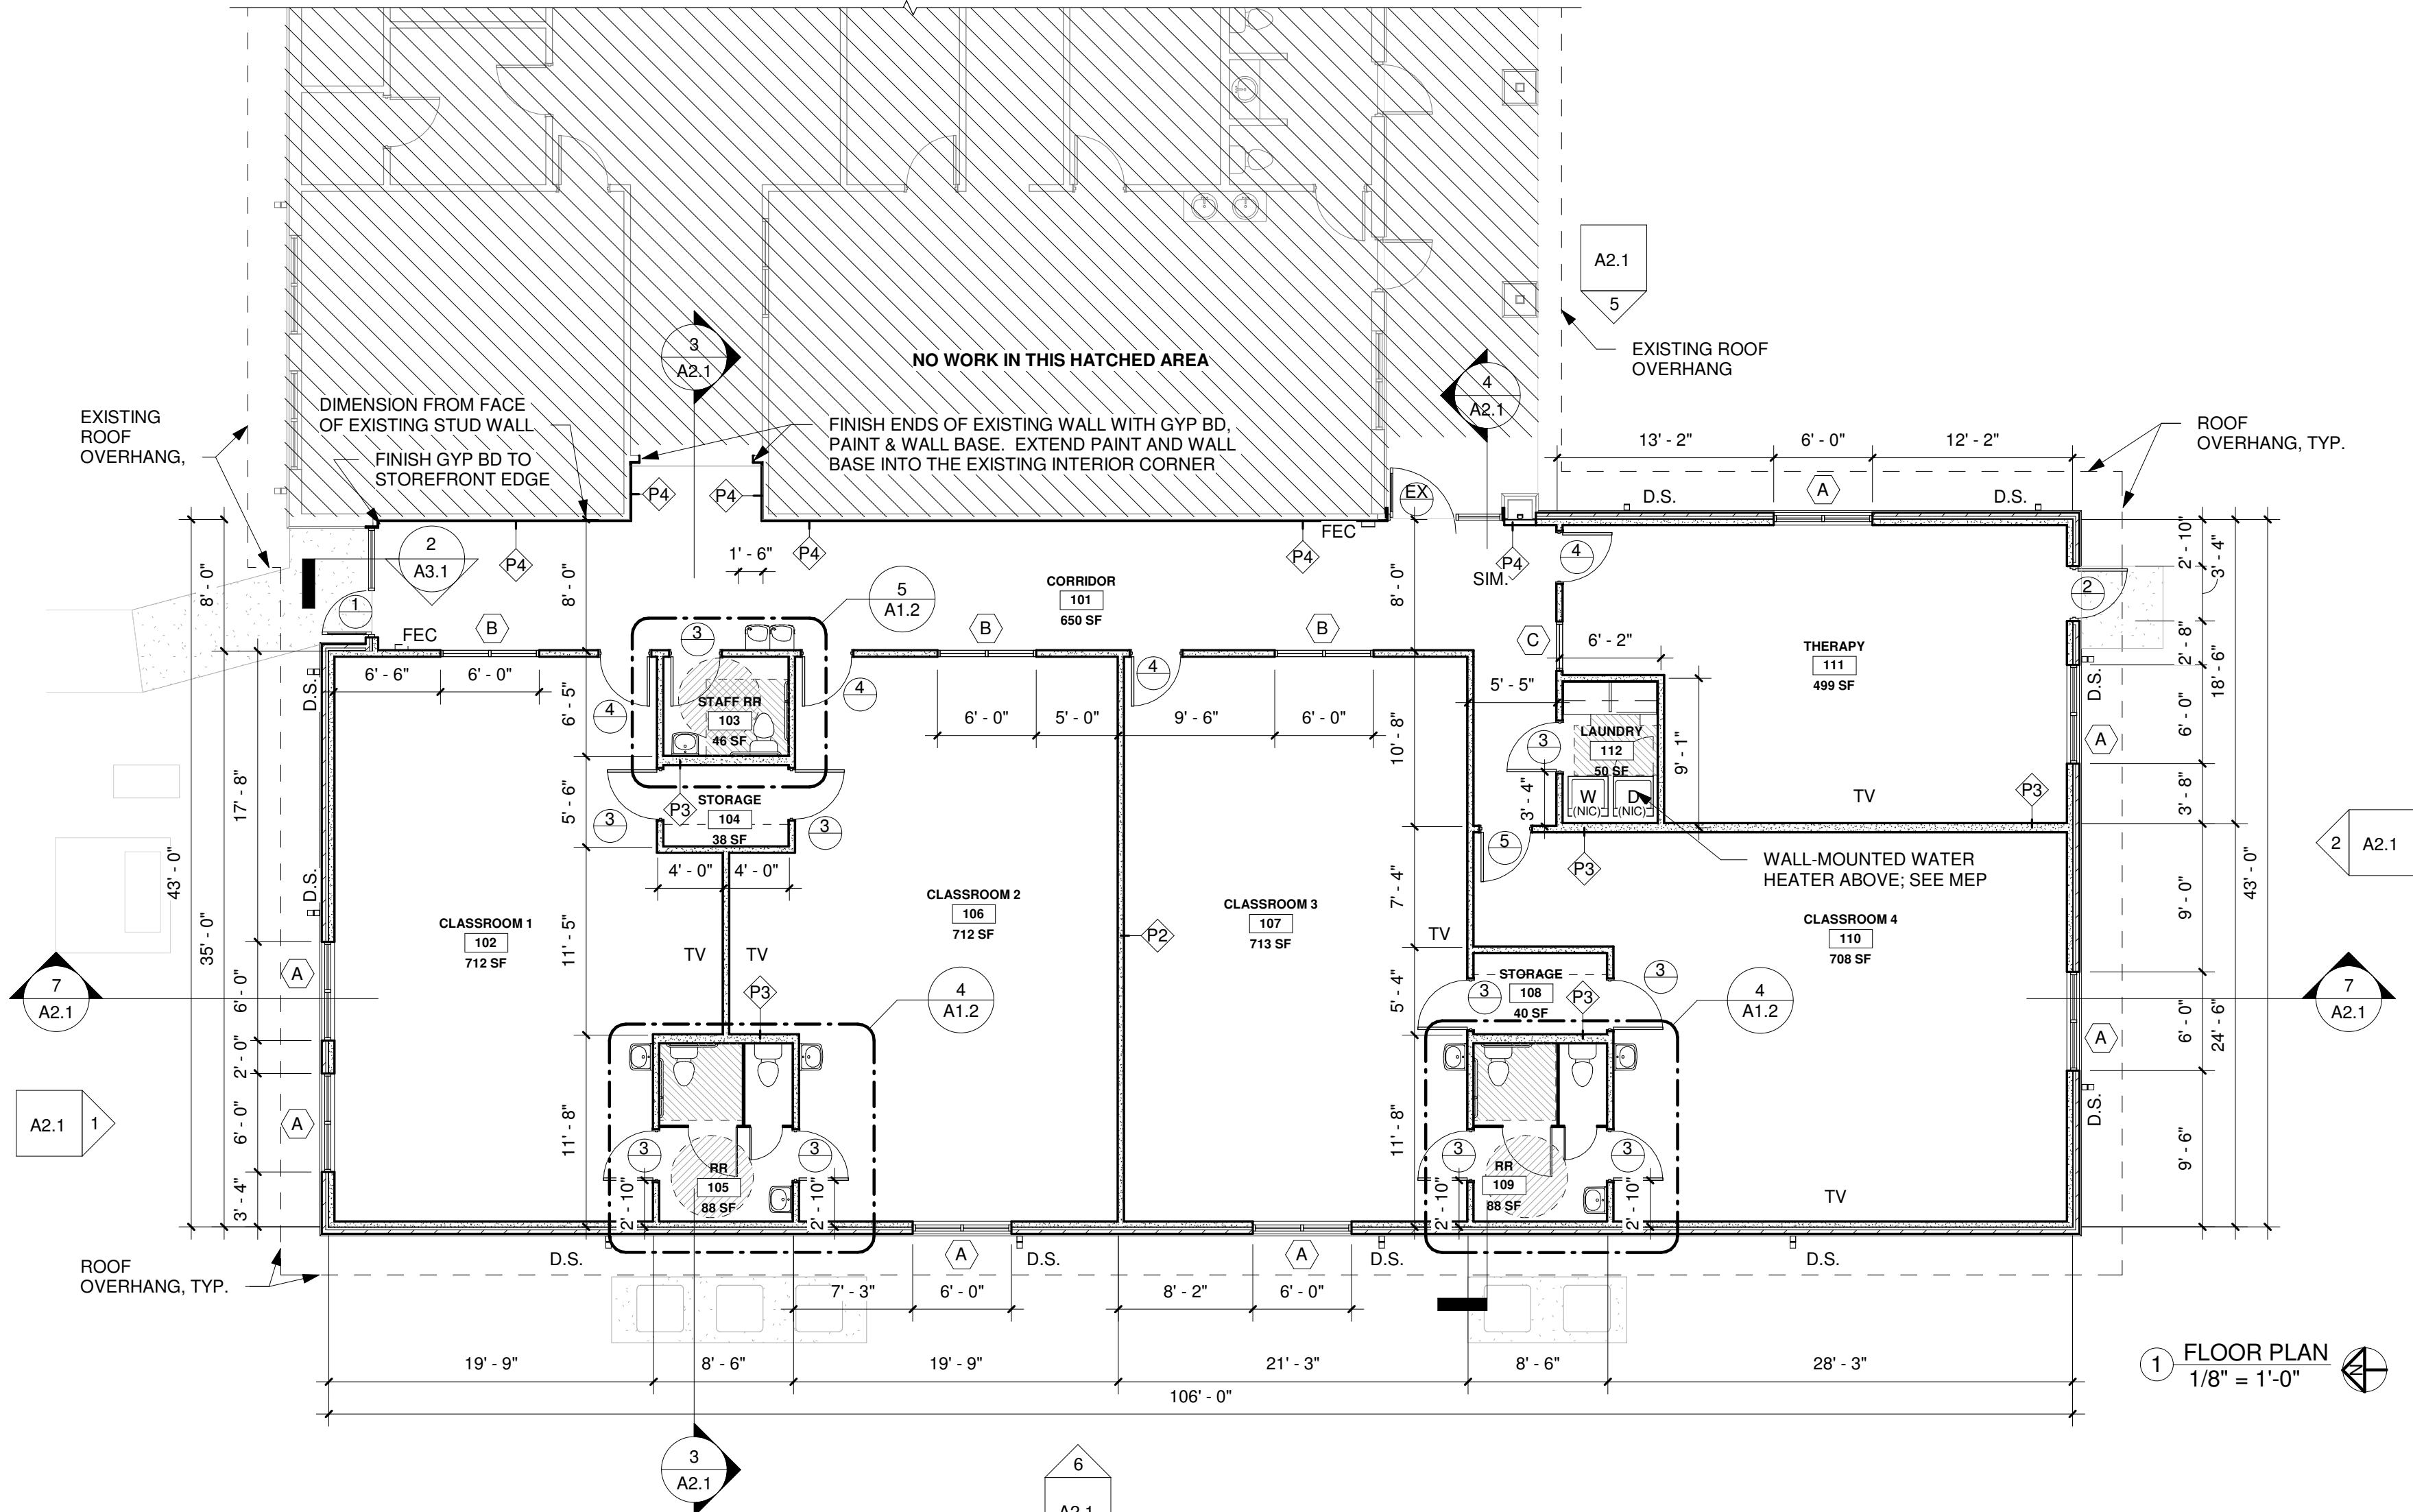 A2.1
5
EXISTING ROOF
OVERHANG
3
A2.1
NO WORK IN THIS HATCHED AREA
4
A2.1
DIMENSION FROM FACE
OF EXISTING STUD WALL
EXISTING
ROOF
OVERHANG,
FINISH GYP BD TO
STOREFRONT EDGE
FINISH ENDS OF EXISTING WALL WITH GYP BD,
PAINT & WALL BASE.  EXTEND PAINT AND WALL
BASE INTO THE EXISTING INTERIOR CORNER
ROOF
OVERHANG, TYP.
13' - 2"
6' - 0"
12' - 2"
A
D.S.
D.S.
P4
P4
EX
FEC
P4
P4
P4
P4
SIM.
2
A3.1
1' - 6"
8' - 0"
8' - 0"
8' - 0"
CORRIDOR
101
650 SF
5
A1.2
4
2
2' - 10"
3' - 4"
1
FEC
B
3
B
B
C
6' - 2"
THERAPY
111
499 SF
2' - 8"
18' - 6"
D.S.
6' - 6"
6' - 0"
6' - 5"
4
STAFF RR
103
46 SF
4
6' - 0"
5' - 0"
4
9' - 6"
6' - 0"
10' - 8"
5' - 5"
LAUNDRY
112
50 SF
3
9' - 1"
D.S.
6' - 0"
A
W
(NIC)
D
(NIC)
3' - 4"
TV
P3
3' - 8"
17' - 8"
5' - 6"
3
P3
STORAGE
104
38 SF
3
5
P3
WALL-MOUNTED WATER
HEATER ABOVE; SEE MEP
2
A2.1
43' - 0"
35' - 0"
D.S.
4' - 0"
4' - 0"
CLASSROOM 1
102
712 SF
11' - 5"
TV
TV
CLASSROOM 2
106
712 SF
P2
CLASSROOM 3
107
713 SF
7' - 4"
TV
CLASSROOM 4
110
708 SF
9' - 0"
43' - 0"
7
A2.1
A
6' - 0"
P3
4
A1.2
5' - 4"
STORAGE
108
40 SF
3
P3
3
4
A1.2
6' - 0"
A
24' - 6"
7
A2.1
2' - 0"
A2.1
1
A
6' - 0"
3' - 4"
11' - 8"
3
RR
105
88 SF
3
2' - 10"
2' - 10"
11' - 8"
3
RR
109
88 SF
3
2' - 10"
2' - 10"
TV
D.S.
9' - 6"
ROOF
OVERHANG, TYP.
D.S.
A
D.S.
A
D.S.
D.S.
7' - 3"
6' - 0"
8' - 2"
6' - 0"
19' - 9"
8' - 6"
19' - 9"
21' - 3"
8' - 6"
28' - 3"
106' - 0"
1
FLOOR PLAN
1/8" = 1'-0"
N
3
A2.1
6
A2.1